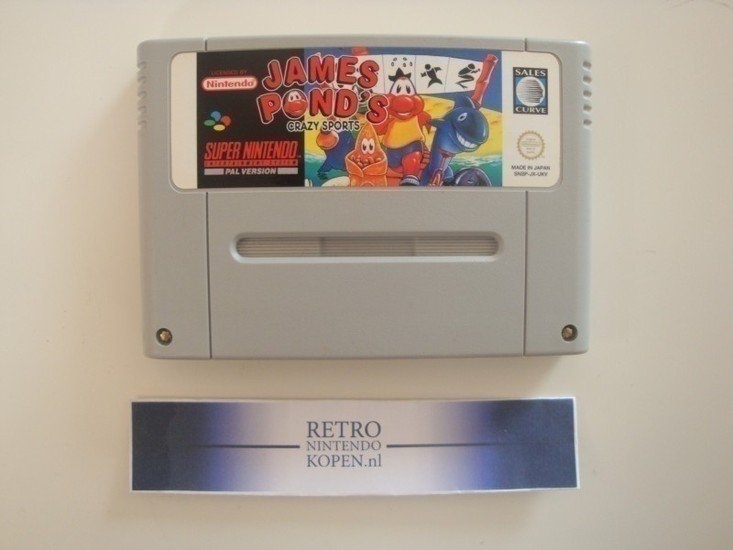 LICENSED BY
Nintendo
JAMES
POND'S
CRAZY SPORTS
SUPER NINTENDO
ENTERTAINMENT SYSTEM
PAL VERSION
SALES
CURVE
MADE IN JAPAN
SNSP-JX-UKV
RETRO
NINTENDO
KOPEN.nl